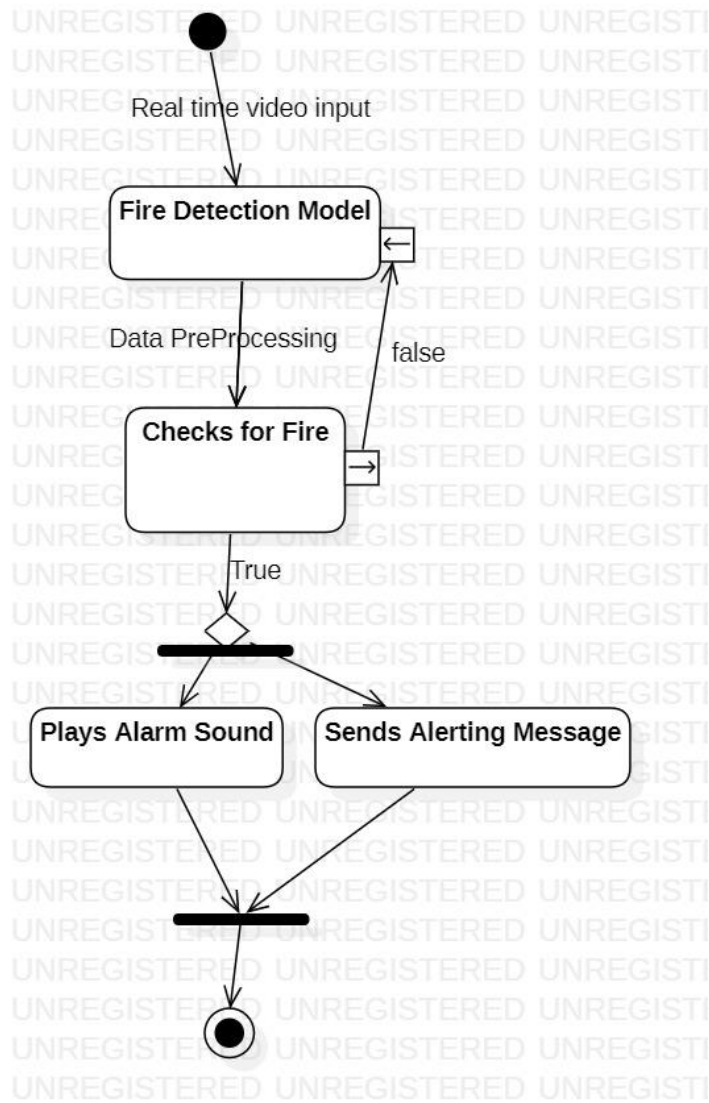 Real time video input
Fire Detection Model
Data PreProcessing
false
Checks for Fire
True
Plays Alarm Sound
Sends Alerting Message
UNREGISTERED